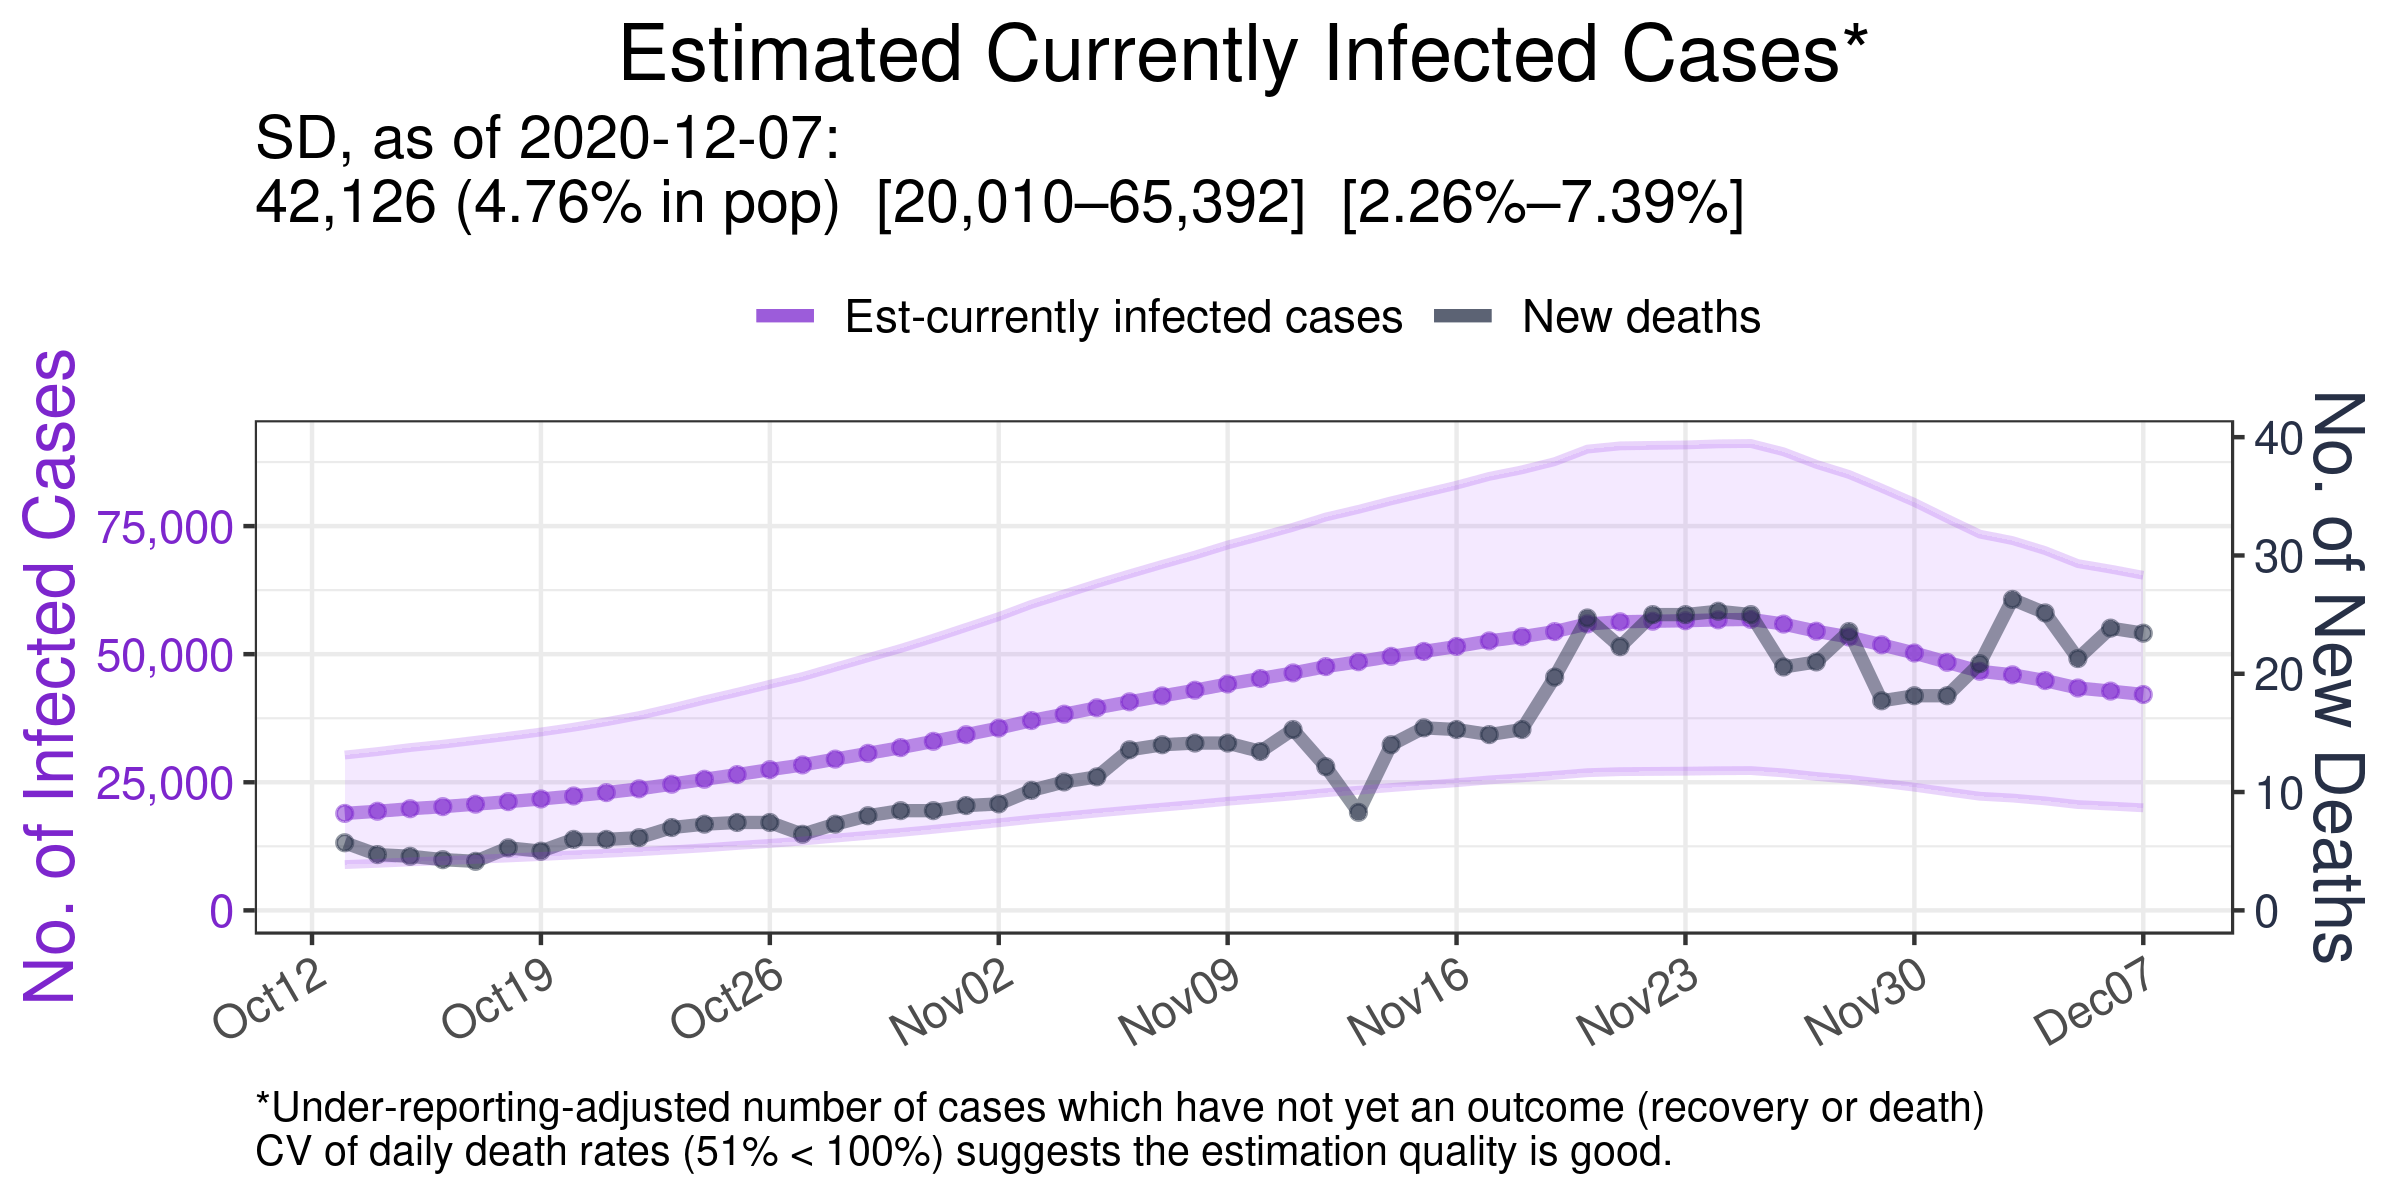 Estimated Currently Infected Cases*
SD, as of 2020-12-07:
42,126 (4.76% in pop)  [20,010–65,392]  [2.26%–7.39%]
Est-currently infected cases
New deaths
No. of Infected Cases
75,000
50,000
25,000
0
40
30
20
10
0
No. of New Deaths
Oct12
Oct19
Oct26
Nov02
Nov09
Nov16
Nov23
Nov30
Dec07
*Under-reporting-adjusted number of cases which have not yet an outcome (recovery or death)
CV of daily death rates (51% < 100%) suggests the estimation quality is good.